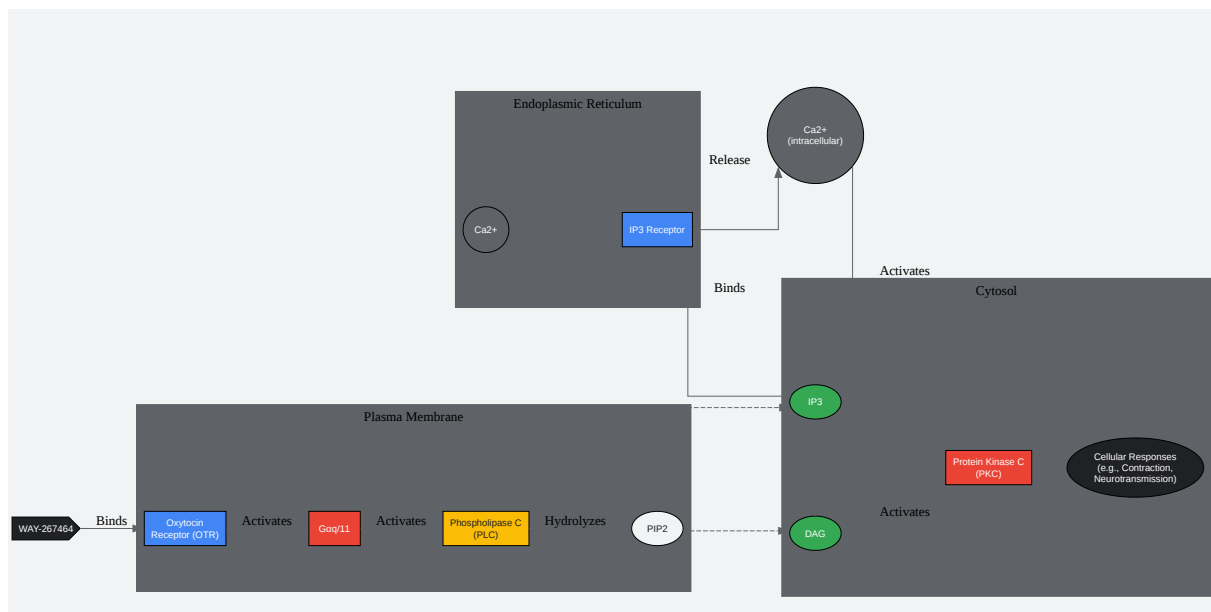 Endoplasmic Reticulum
Ca2+
(intracellular)
Release
Ca2+
IP3 Receptor
Activates
Binds
Cytosol
IP3
Plasma Membrane
Protein Kinase C
(PKC)
Cellular Responses
(e.g., Contraction,
Neurotransmission)
WAY-267464
Binds
Oxytocin
Receptor (OTR)
Activates
Gαq/11
Activates
Phospholipase C
(PLC)
Hydrolyzes
PIP2
Activates
DAG